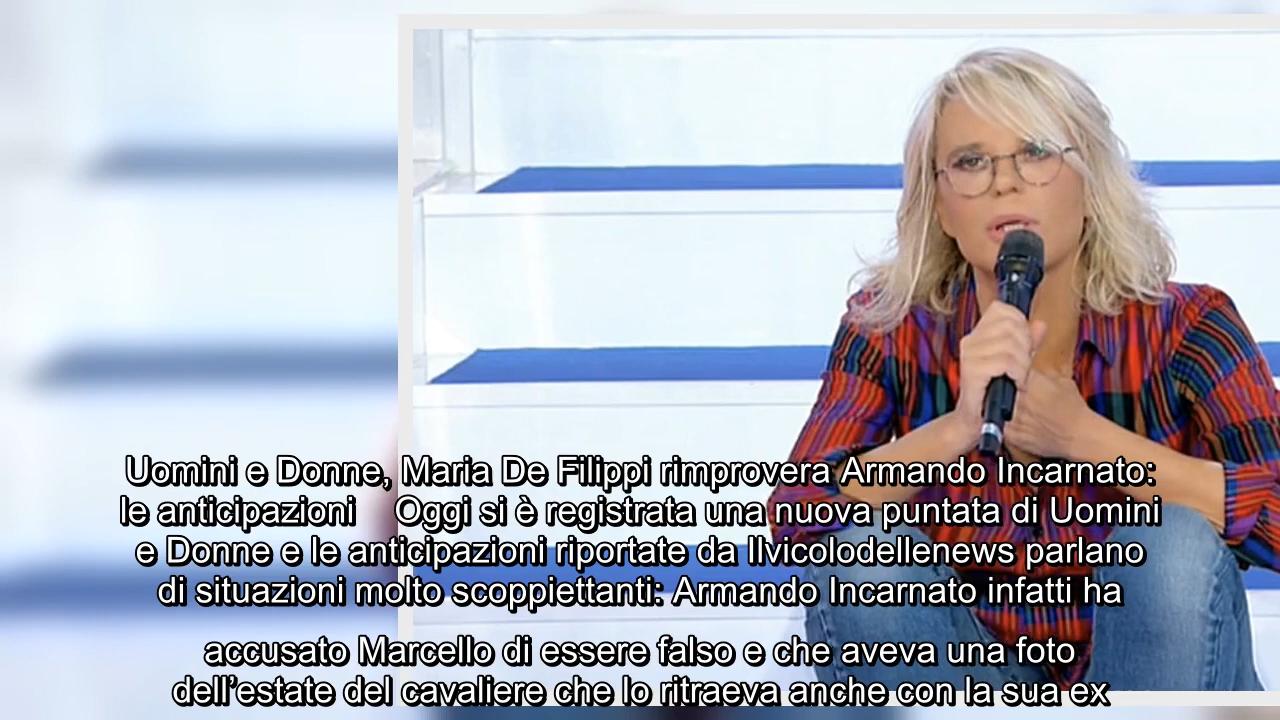 Uomini e Donne, Maria De Filippi rimprovera Armando Incarnato:
le anticipazioni    Oggi si è registrata una nuova puntata di Uomini
e Donne e le anticipazioni riportate da Ilvicolodellenews parlano
di situazioni molto scoppiettanti: Armando Incarnato infatti ha
accusato Marcello di essere falso e che aveva una foto
dell’estate del cavaliere che lo ritraeva anche con la sua ex